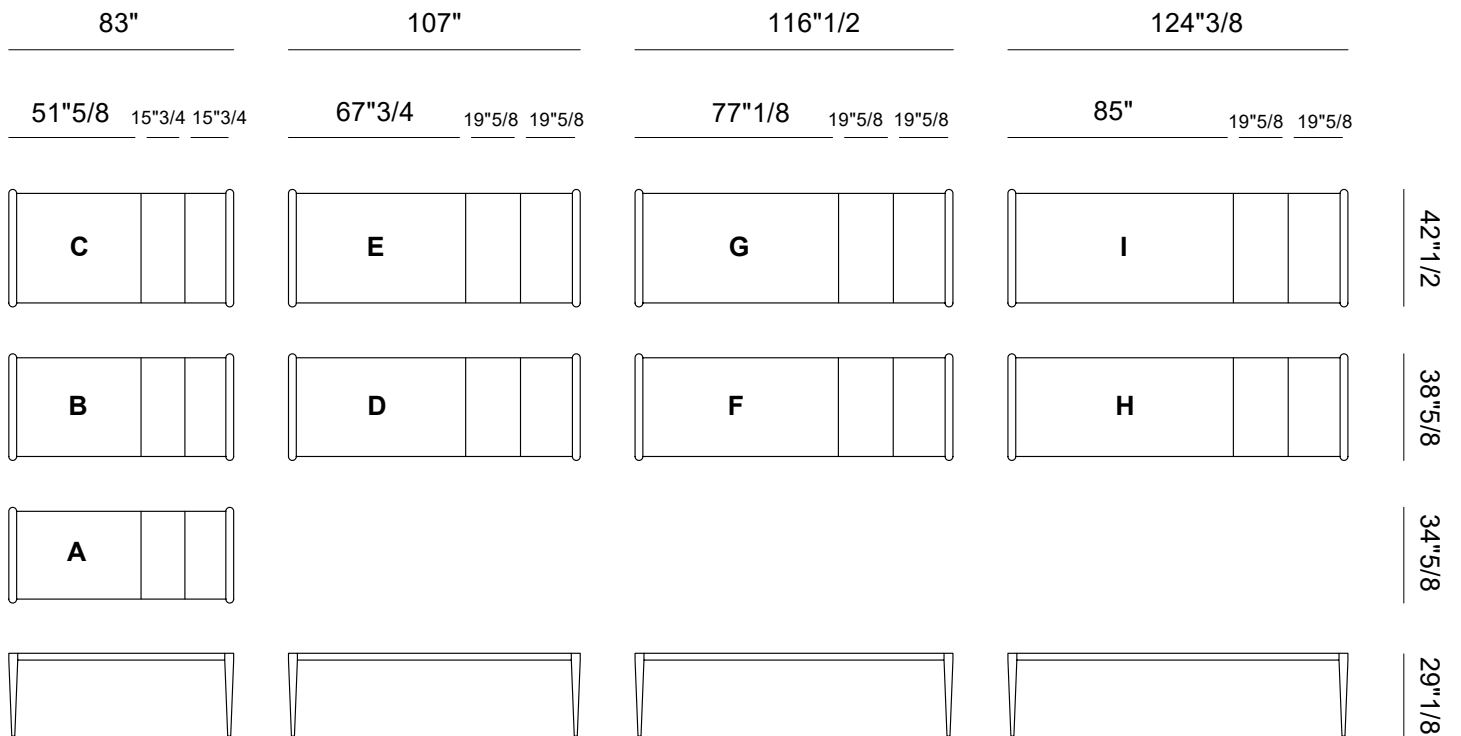 83" 107" 116"1/2 124"3/8
51"5/8 15"3/4 15"3/4 67"3/4 19"5/8 19"5/8 77"1/8 19"5/8 19"5/8 85" 19"5/8 19"5/8
C E G I 42"1/2
B D F H 38"5/8
A 34"5/8
29"1/8